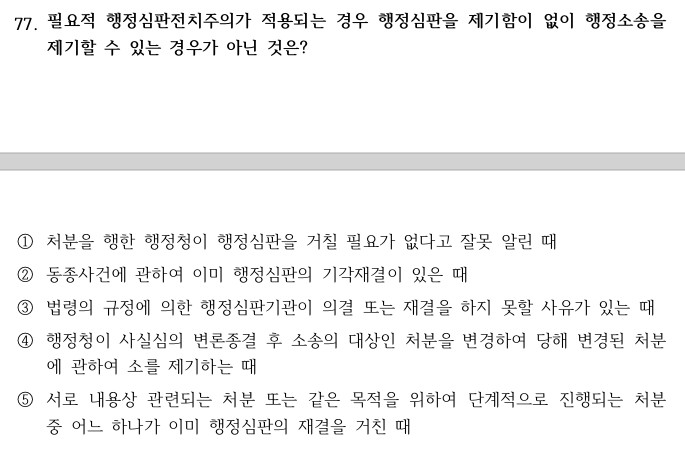 77. 필요적 행정심판전치주의가 적용되는 경우 행정심판을 제기함이 없이 행정소송을
제기할 수 있는 경우가 아닌 것은?
① 처분을 행한 행정청이 행정심판을 거칠 필요가 없다고 잘못 알린 때
② 동종사건에 관하여 이미 행정심판의 기각재결이 있은 때
③ 법령의 규정에 의한 행정심판기관이 의결 또는 재결을 하지 못할 사유가 있는 때
④ 행정청이 사실심의 변론종결 후 소송의 대상인 처분을 변경하여 당해 변경된 처분
에 관하여 소를 제기하는 때
⑤ 서로 내용상 관련되는 처분 또는 같은 목적을 위하여 단계적으로 진행되는 처분
중 어느 하나가 이미 행정심판의 재결을 거친 때